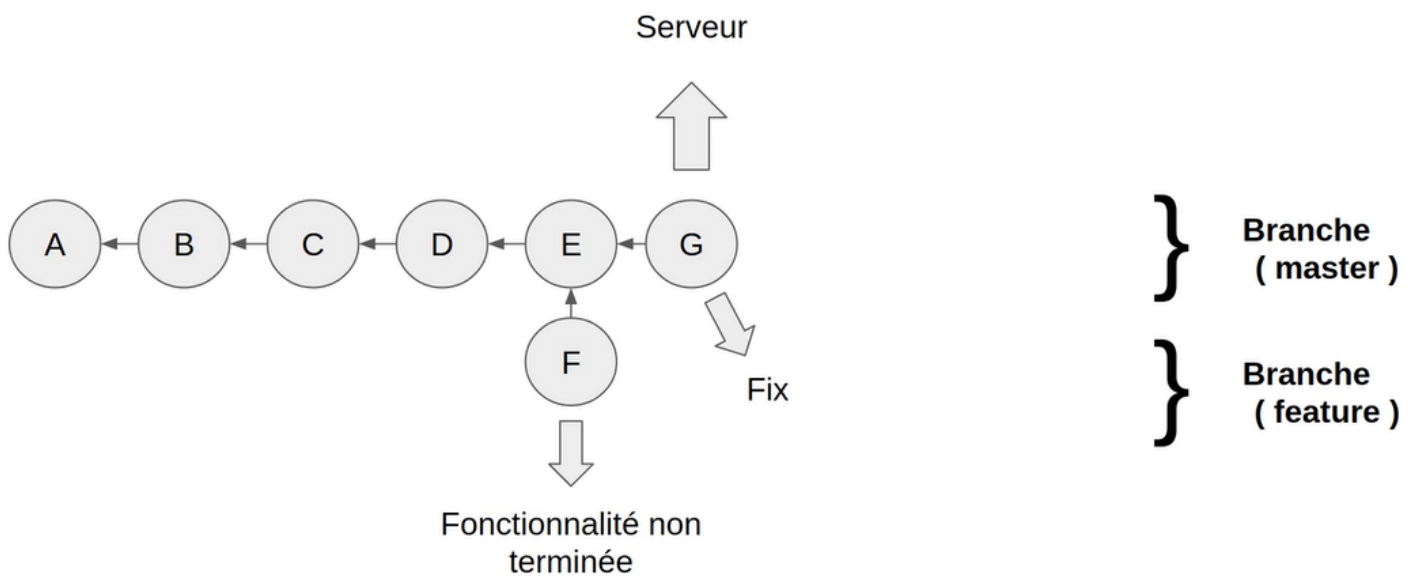 Serveur
A B C D E G
Branche
( master )
F
Fix
Branche
( feature )
Fonctionnalité non
terminée